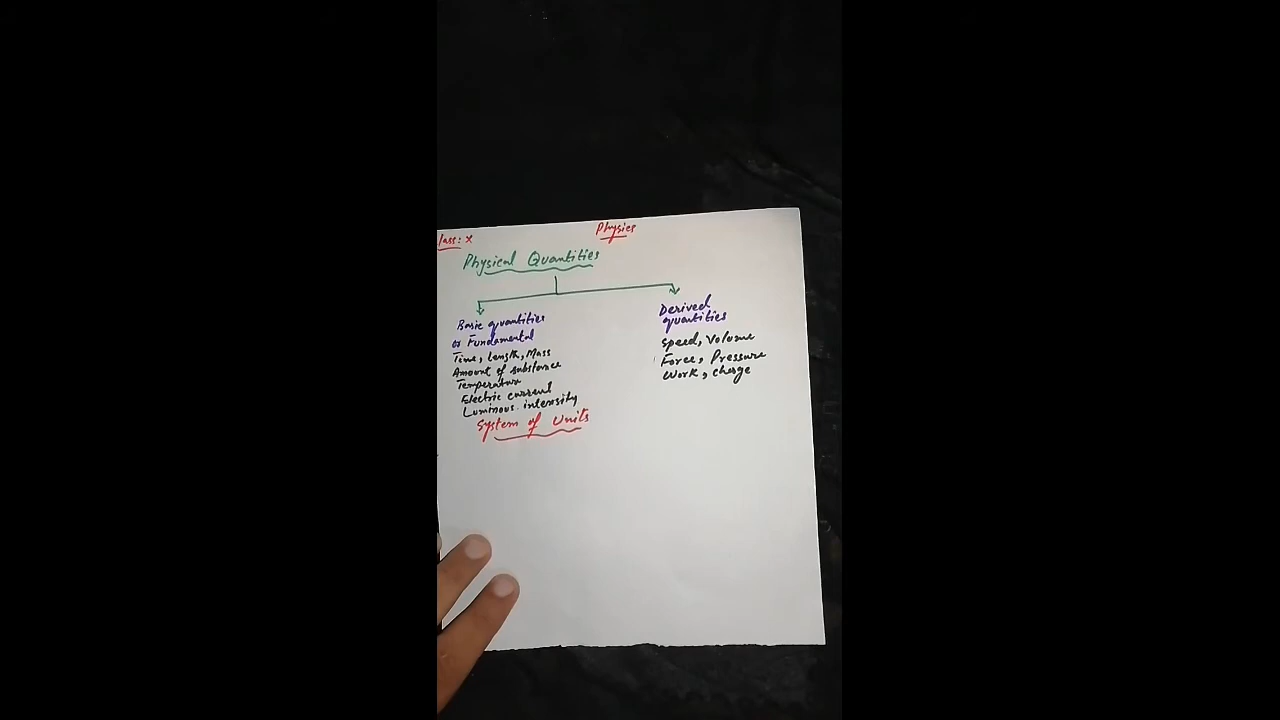 Physics
lass: x
Physical Quantities
Basic quantities
or Fundamental
Time, Length, Mass
Amount of substance
Temperature
Electric current
Luminous intensity
Derived
quantities
Speed, Volume
Force, Pressure
Work, charge
System of Units